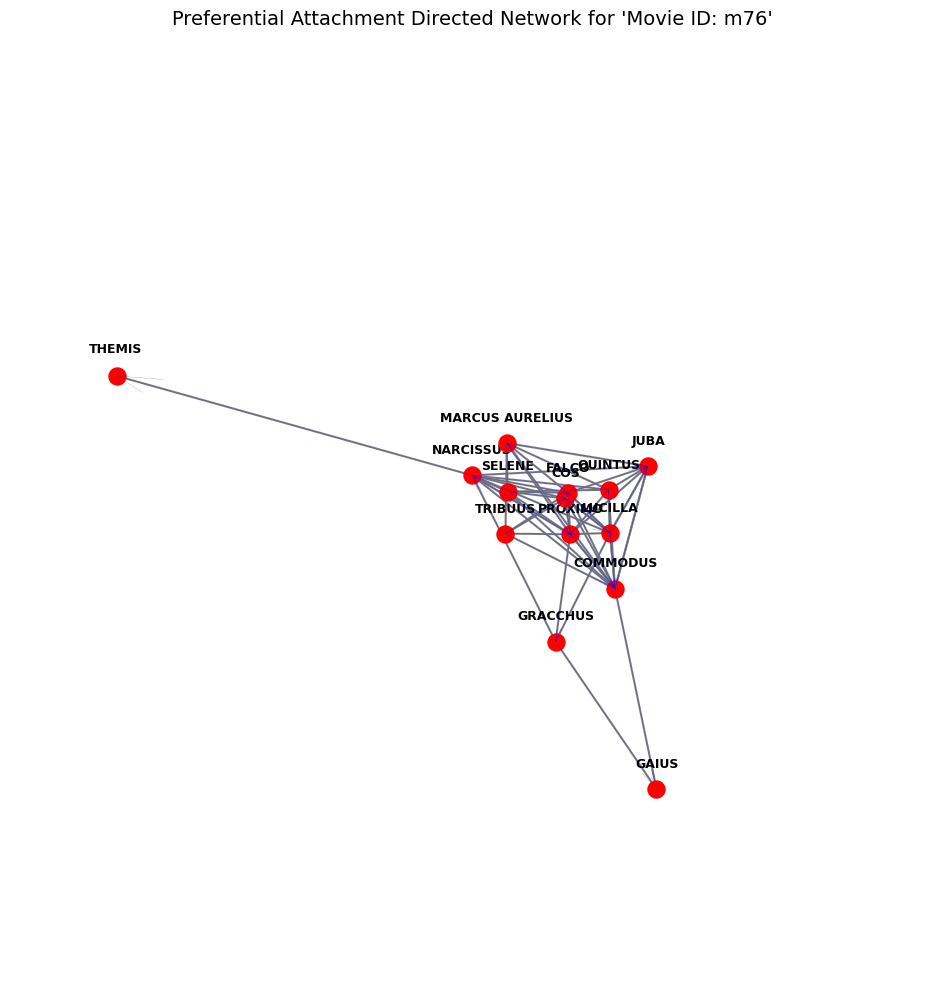 Preferential Attachment Directed Network for 'Movie ID: m76'
THEMIS
MARCUS AURELIUS
JUBA
NARCISSUS
SELENE
FALCO
QUINTUS
COS
TRIBUUS
PROXIMO
LUCILLA
COMMODUS
GRACCHUS
GAIUS